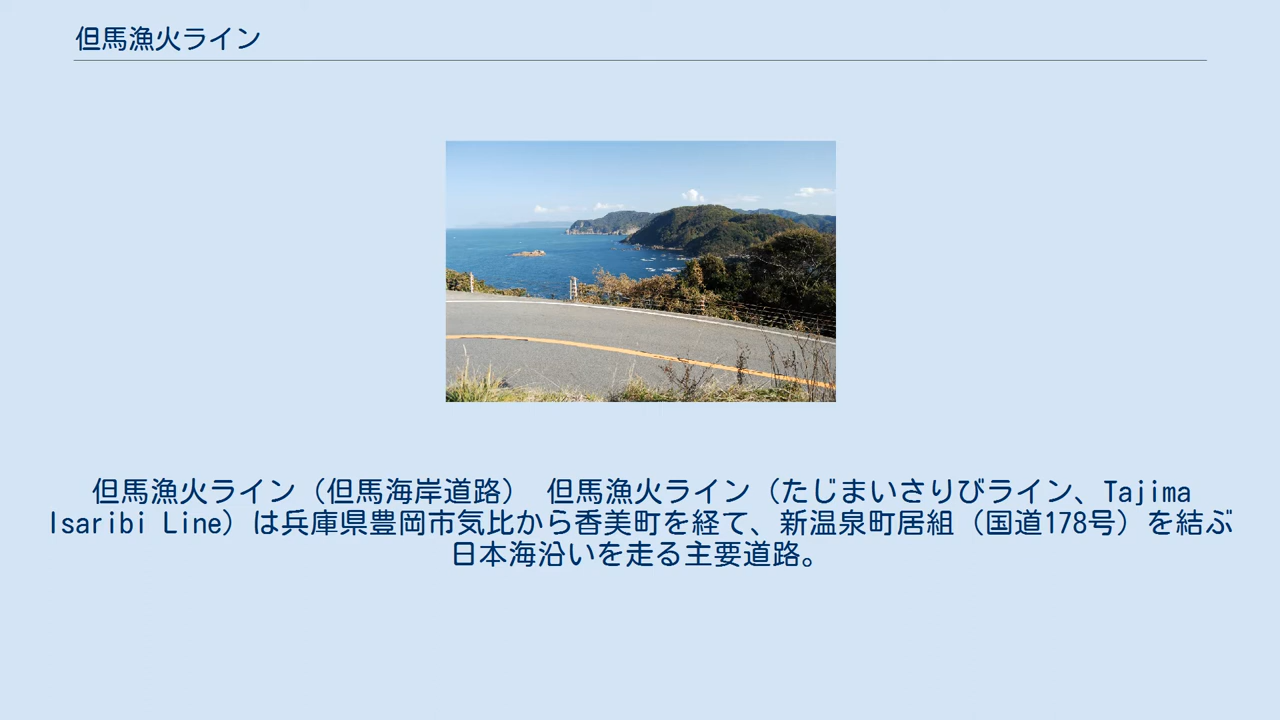 但馬漁火ライン
但馬漁火ライン（但馬海岸道路） 但馬漁火ライン（たじまいさりびライン、Tajima
Isaribi Line）は兵庫県豊岡市気比から香美町を経て、新温泉町居組（国道178号）を結ぶ
日本海沿いを走る主要道路。